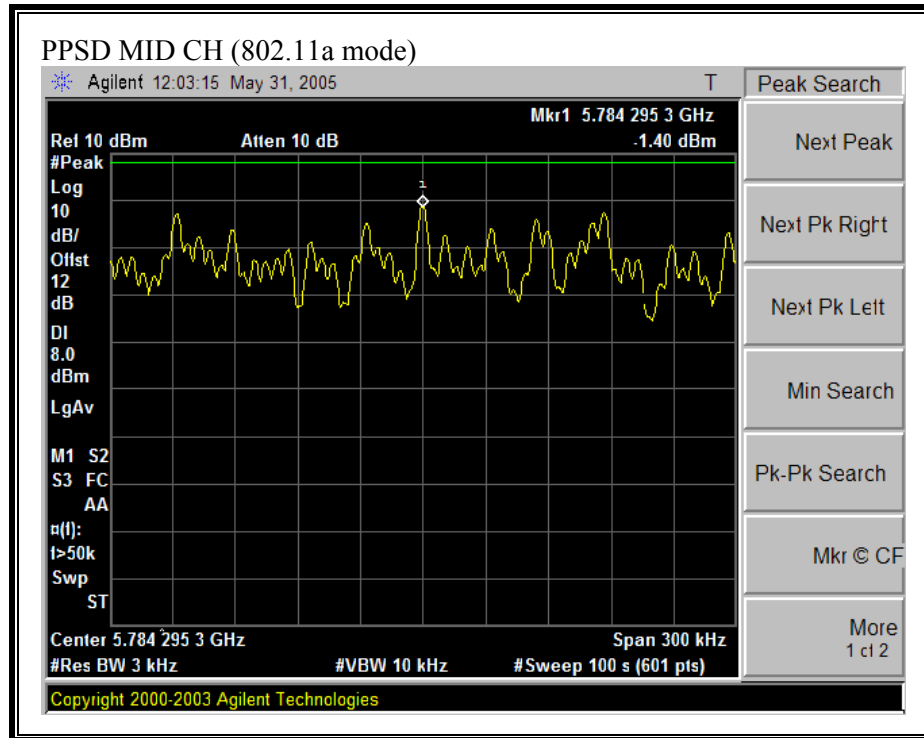 PPSD MID CH (802.11a mode)
Agilent 12:03:15 May 31, 2005 T
Peak Search
Mkr1 5.784 295 3 GHz
Ref 10 dBm Atten 10 dB -1.40 dBm
#Peak
Log
10
dB/
Offst
12
dB
DI
8.0
dBm
LgAv
M1 S2
S3 FC
AA
¤(f):
f>50k
Swp
ST
1
Center 5.784 295 3 GHz Span 300 kHz
#Res BW 3 kHz #VBW 10 kHz #Sweep 100 s (601 pts)
Copyright 2000-2003 Agilent Technologies
Next Peak
Next Pk Right
Next Pk Left
Min Search
Pk-Pk Search
Mkr © CF
More
1 of 2